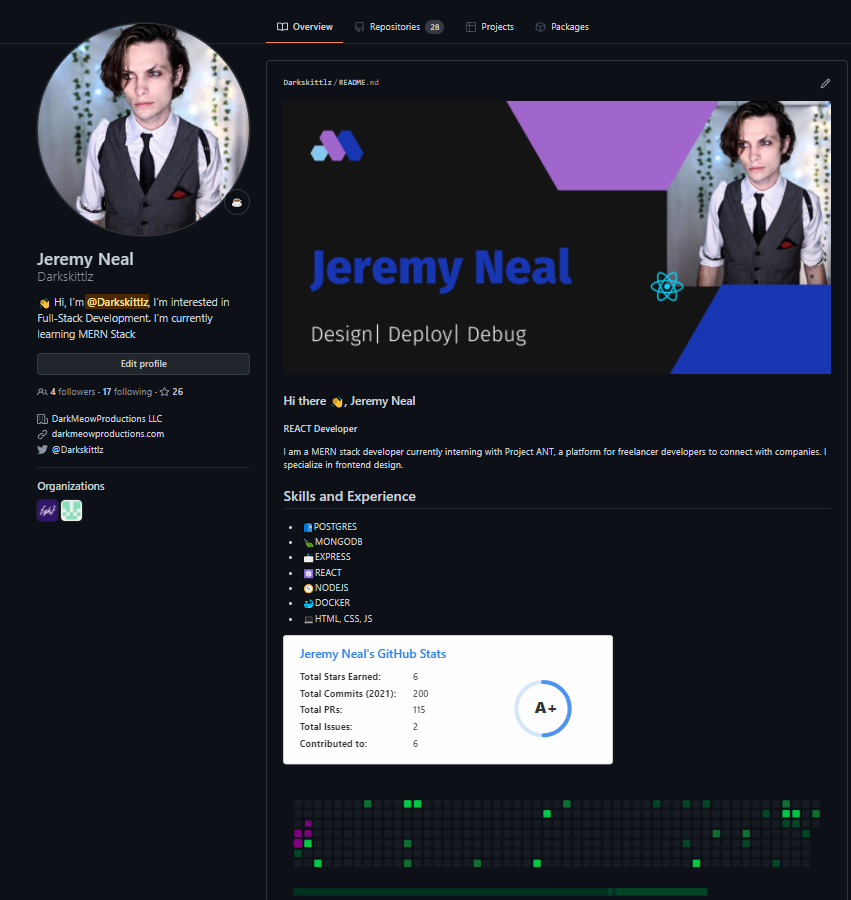 Overview
Repositories 28
Projects
Packages
Jeremy Neal
Darkskittlz
👋 Hi, I'm @Darkskittlz, I'm interested in
Full-Stack Development. I'm currently
learning MERN Stack
Edit profile
4 followers · 17 following · 26
DarkMeowProductions LLC
darkmeowproductions.com
@Darkskittlz
Organizations
Darkskittlz / README.md
Jeremy Neal
Design| Deploy| Debug
Hi there 👋, Jeremy Neal
REACT Developer
I am a MERN stack developer currently interning with Project ANT, a platform for freelancer developers to connect with companies. I
specialize in frontend design.
Skills and Experience
POSTGRES
MONGODB
EXPRESS
REACT
NODEJS
DOCKER
HTML, CSS, JS
Jeremy Neal's GitHub Stats
Total Stars Earned: 6
Total Commits (2021): 200
Total PRs: 115
Total Issues: 2
Contributed to: 6
A+